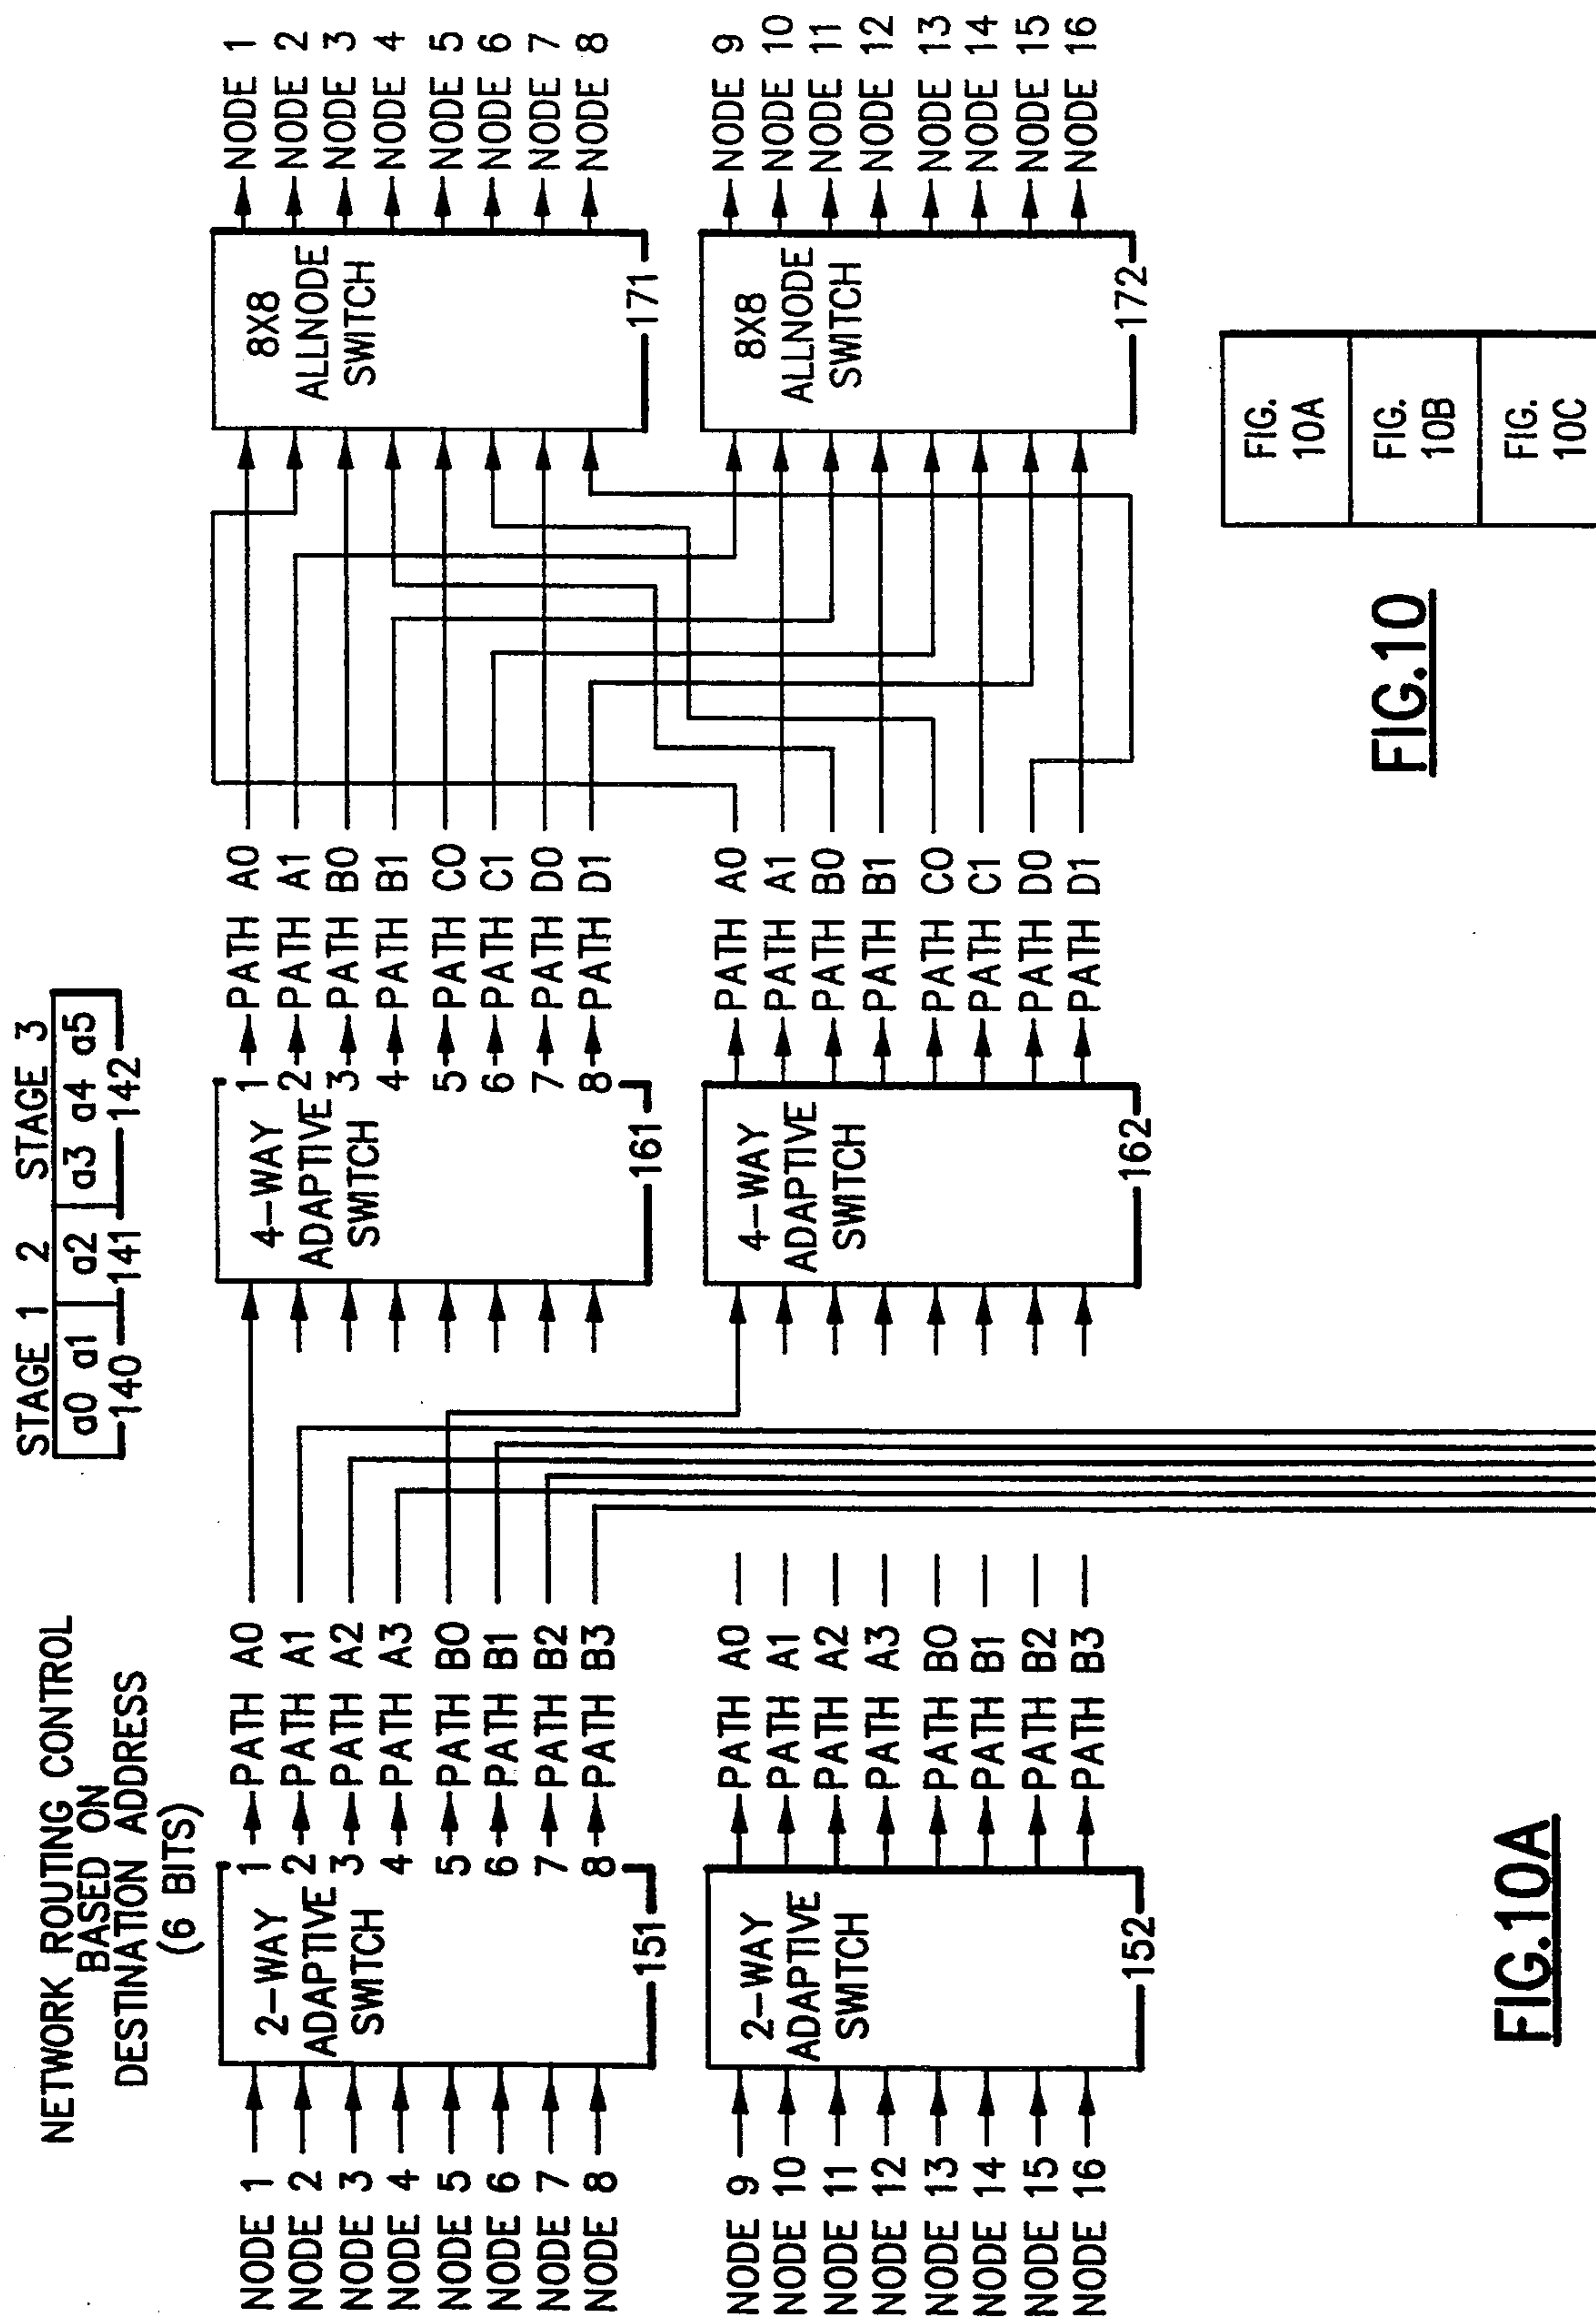 NETWORK ROUTING CONTROL
BASED ON
DESTINATION ADDRESS
(6 BITS)
STAGE 1 2 STAGE 3
a0 a1 a2 a3 a4 a5
140 141 142
NODE 1
NODE 2
NODE 3
NODE 4
NODE 5
NODE 6
NODE 7
NODE 8
2-WAY
ADAPTIVE
SWITCH
151
1 PATH A0
2 PATH A1
3 PATH A2
4 PATH A3
5 PATH B0
6 PATH B1
7 PATH B2
8 PATH B3
4-WAY
ADAPTIVE
SWITCH
161
1 PATH A0
2 PATH A1
3 PATH B0
4 PATH B1
5 PATH C0
6 PATH C1
7 PATH D0
8 PATH D1
8X8
ALLNODE
SWITCH
171
NODE 1
NODE 2
NODE 3
NODE 4
NODE 5
NODE 6
NODE 7
NODE 8
NODE 9
NODE 10
NODE 11
NODE 12
NODE 13
NODE 14
NODE 15
NODE 16
2-WAY
ADAPTIVE
SWITCH
152
PATH A0
PATH A1
PATH A2
PATH A3
PATH B0
PATH B1
PATH B2
PATH B3
4-WAY
ADAPTIVE
SWITCH
162
PATH A0
PATH A1
PATH B0
PATH B1
PATH C0
PATH C1
PATH D0
PATH D1
8X8
ALLNODE
SWITCH
172
NODE 9
NODE 10
NODE 11
NODE 12
NODE 13
NODE 14
NODE 15
NODE 16
FIG.10A
FIG.10
FIG.
10A
FIG.
10B
FIG.
10C